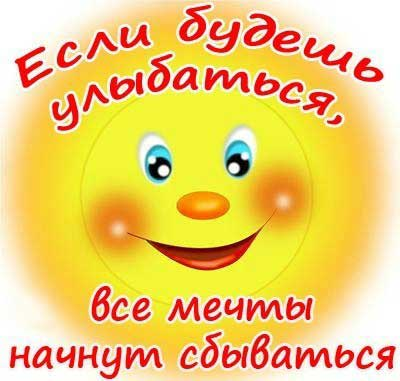 Если будешь
улыбаться,
все мечты
начнут сбываться